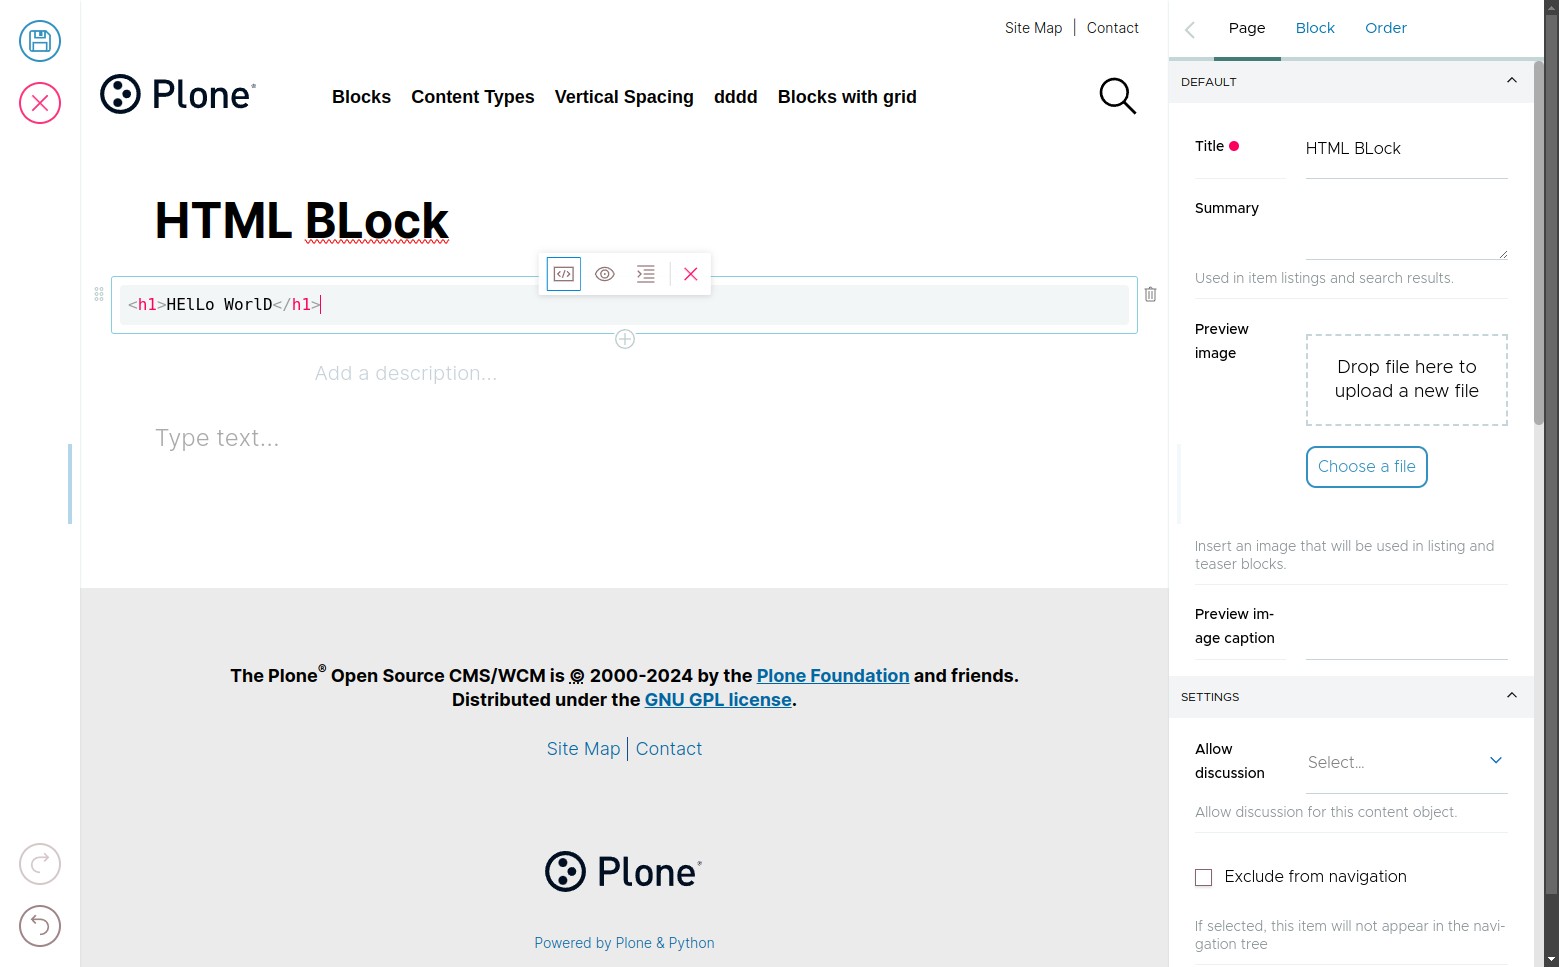 Site Map | Contact
Plone®
Blocks Content Types Vertical Spacing dddd Blocks with grid
HTML BLock
<h1>HElLo WorlD</h1>
Add a description...
Type text...
The Plone® Open Source CMS/WCM is © 2000-2024 by the Plone Foundation and friends.
Distributed under the GNU GPL license.
Site Map | Contact
Plone®
Powered by Plone & Python
Page Block Order
DEFAULT
Title
HTML BLock
Summary
Used in item listings and search results.
Preview
image
Drop file here to
upload a new file
Choose a file
Insert an image that will be used in listing and
teaser blocks.
Preview im-
age caption
SETTINGS
Allow
discussion
Select...
Allow discussion for this content object.
Exclude from navigation
If selected, this item will not appear in the navi-
gation tree